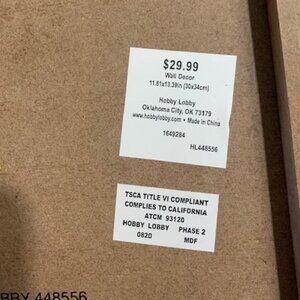 $29.99
Wall Decor
11.81x13.39in (30x34cm)
Hobby Lobby
Oklahoma City, OK 73179
www.hobbylobby.com • Made in China
1649284
HL448556
TSCA TITLE VI COMPLIANT
COMPLIES TO CALIFORNIA
ATCM 93120
HOBBY LOBBY PHASE 2
0820 MDF
BBY 448556